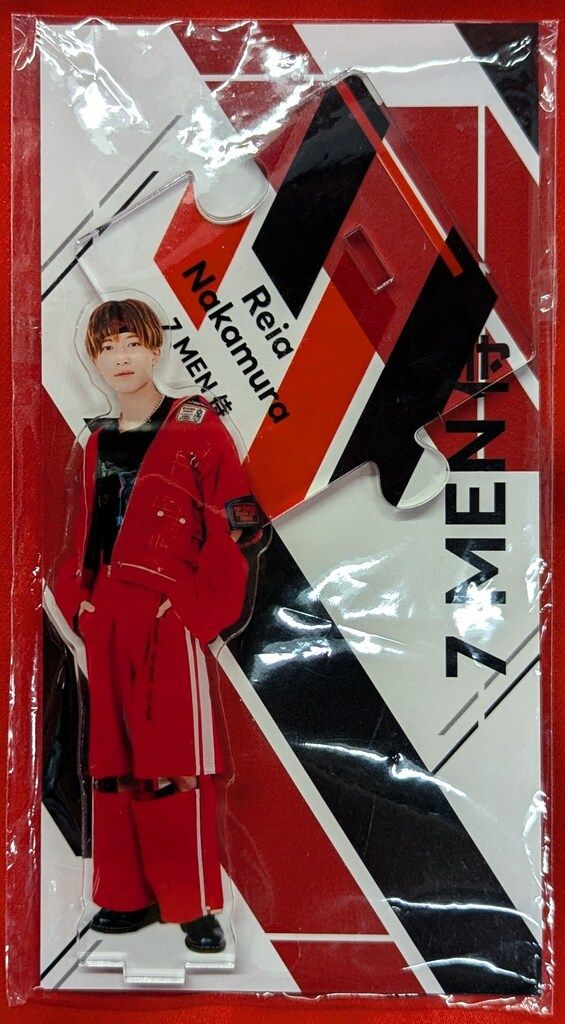 Reia
Nakamura
7 MEN 侍
7 MEN 侍